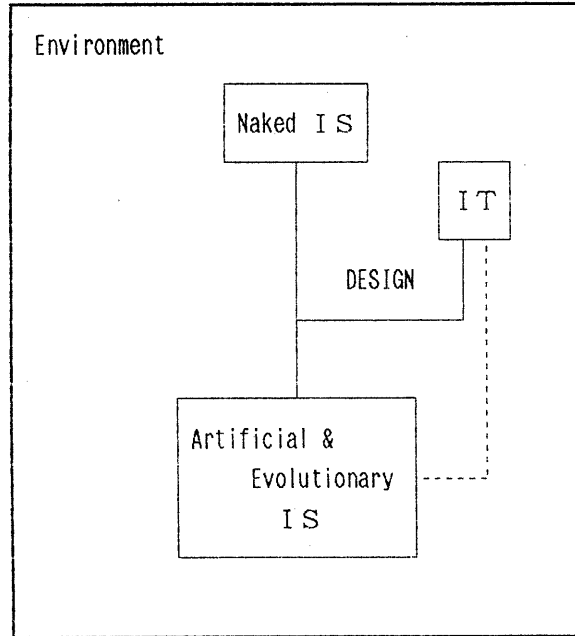 Environment
Naked IS
IT
DESIGN
Artificial &
Evolutionary
IS